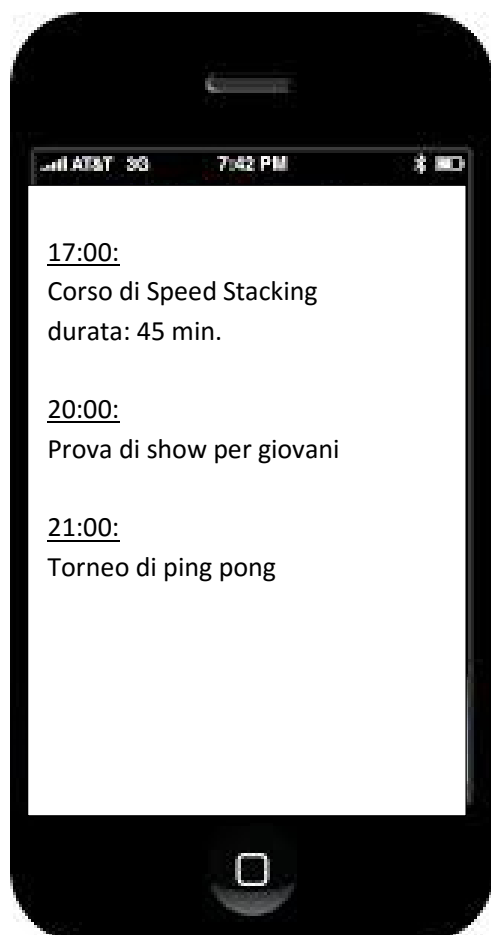 AT&T 3G 7:42 PM
17:00:
Corso di Speed Stacking
durata: 45 min.
20:00:
Prova di show per giovani
21:00:
Torneo di ping pong